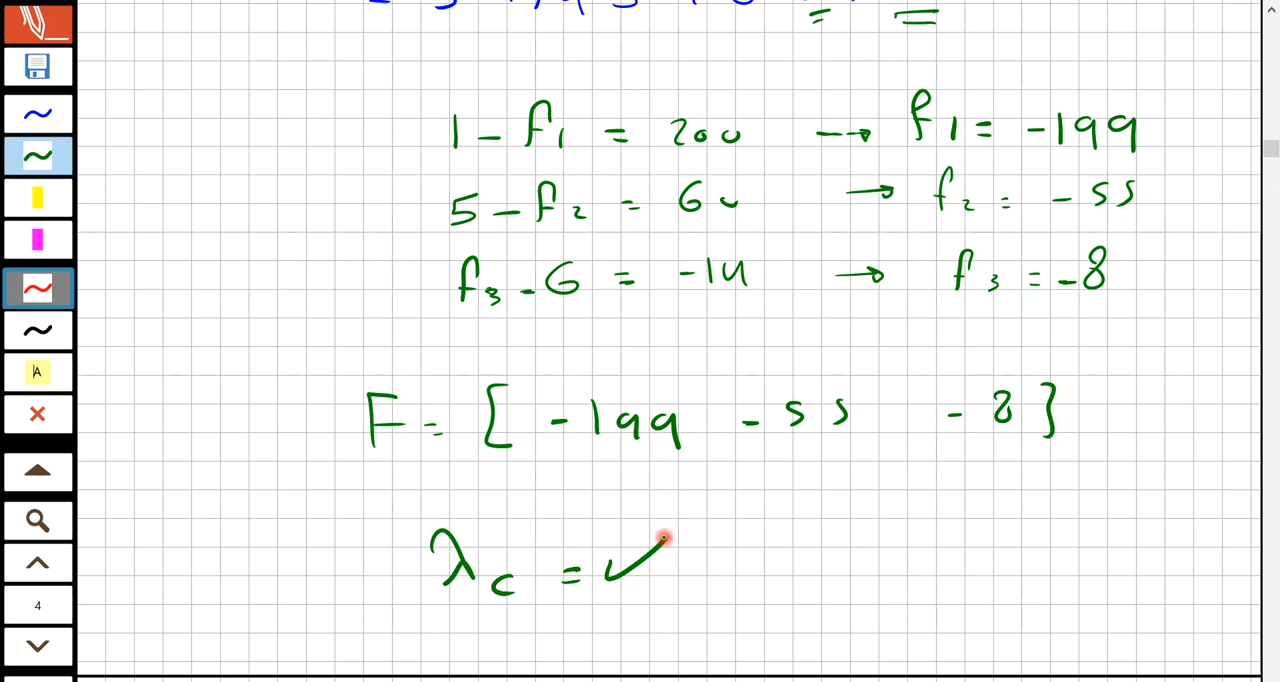 1 - f1 = 200 → f1 = -199
5 - f2 = 60 → f2 = -55
f3 - 6 = -14 → f3 = -8
F = [ -199 -55 -8 ]
λc = ✓
A
4